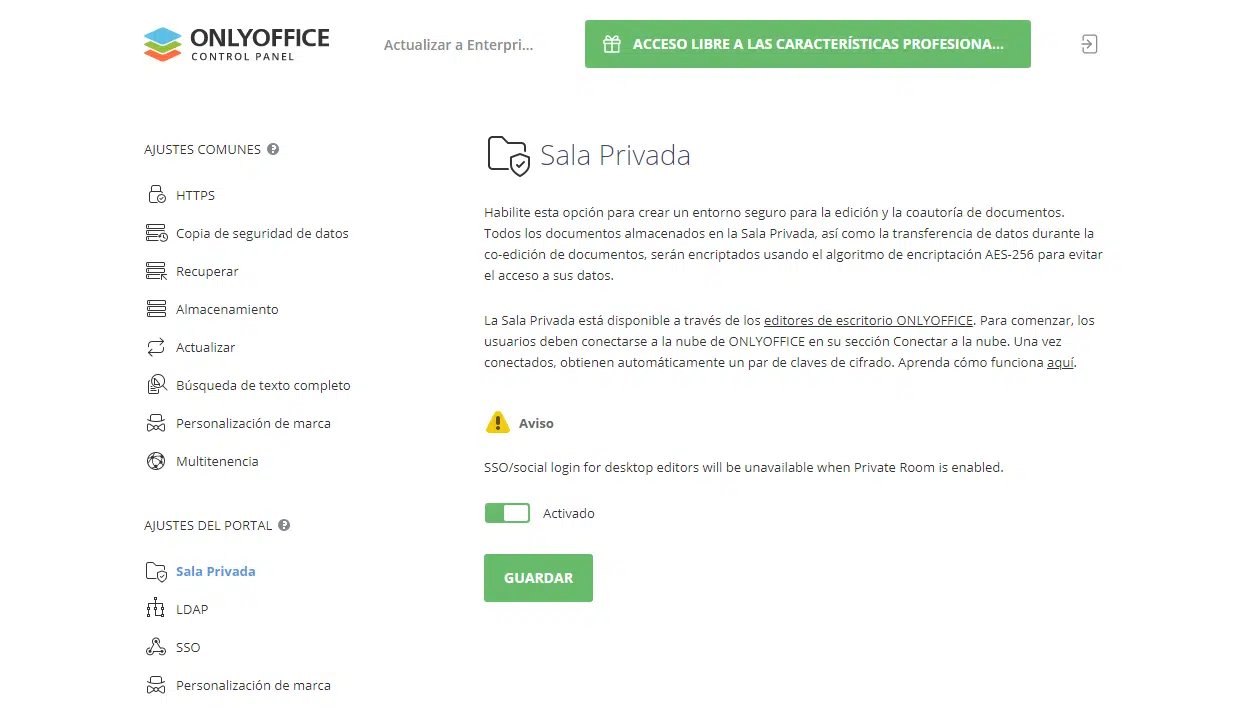 ONLYOFFICE
CONTROL PANEL
Actualizar a Enterpri...
ACCESO LIBRE A LAS CARACTERÍSTICAS PROFESIONA...
AJUSTES COMUNES
HTTPS
Copia de seguridad de datos
Recuperar
Almacenamiento
Actualizar
Búsqueda de texto completo
Personalización de marca
Multitenencia
AJUSTES DEL PORTAL
Sala Privada
LDAP
SSO
Personalización de marca
Sala Privada
Habilite esta opción para crear un entorno seguro para la edición y la coautoría de documentos.
Todos los documentos almacenados en la Sala Privada, así como la transferencia de datos durante la
co-edición de documentos, serán encriptados usando el algoritmo de encriptación AES-256 para evitar
el acceso a sus datos.
La Sala Privada está disponible a través de los editores de escritorio ONLYOFFICE. Para comenzar, los
usuarios deben conectarse a la nube de ONLYOFFICE en su sección Conectar a la nube. Una vez
conectados, obtienen automáticamente un par de claves de cifrado. Aprenda cómo funciona aquí.
Aviso
SSO/social login for desktop editors will be unavailable when Private Room is enabled.
Activado
GUARDAR